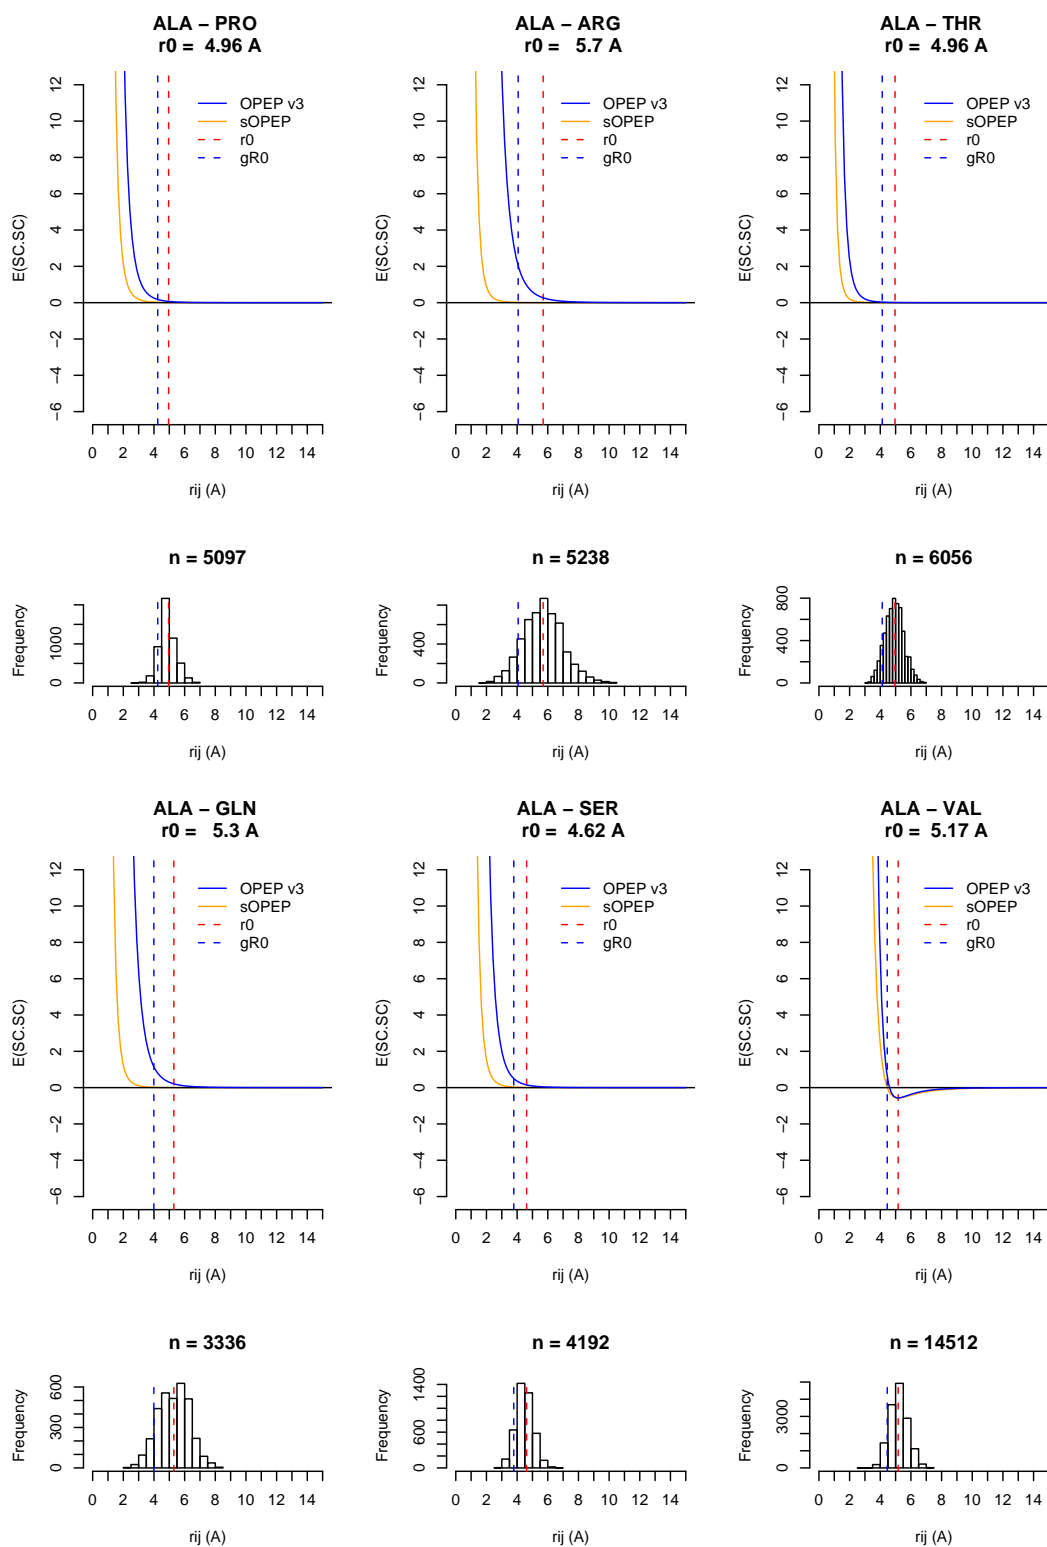 ALA − PRO
r0 = 4.96 A
E(SC.SC)
12
10
8
6
4
2
0
−2
−4
−6
OPEP v3
sOPEP
r0
gR0
0 2 4 6 8 10 12 14
rij (A)
ALA − ARG
r0 = 5.7 A
E(SC.SC)
12
10
8
6
4
2
0
−2
−4
−6
OPEP v3
sOPEP
r0
gR0
0 2 4 6 8 10 12 14
rij (A)
ALA − THR
r0 = 4.96 A
E(SC.SC)
12
10
8
6
4
2
0
−2
−4
−6
OPEP v3
sOPEP
r0
gR0
0 2 4 6 8 10 12 14
rij (A)
n = 5097
Frequency
1000
0
0 2 4 6 8 10 12 14
rij (A)
n = 5238
Frequency
400
0
0 2 4 6 8 10 12 14
rij (A)
n = 6056
Frequency
800
400
0
0 2 4 6 8 10 12 14
rij (A)
ALA − GLN
r0 = 5.3 A
E(SC.SC)
12
10
8
6
4
2
0
−2
−4
−6
OPEP v3
sOPEP
r0
gR0
0 2 4 6 8 10 12 14
rij (A)
ALA − SER
r0 = 4.62 A
E(SC.SC)
12
10
8
6
4
2
0
−2
−4
−6
OPEP v3
sOPEP
r0
gR0
0 2 4 6 8 10 12 14
rij (A)
ALA − VAL
r0 = 5.17 A
E(SC.SC)
12
10
8
6
4
2
0
−2
−4
−6
OPEP v3
sOPEP
r0
gR0
0 2 4 6 8 10 12 14
rij (A)
n = 3336
Frequency
600
300
0
0 2 4 6 8 10 12 14
rij (A)
n = 4192
Frequency
1400
600
0
0 2 4 6 8 10 12 14
rij (A)
n = 14512
Frequency
3000
0
0 2 4 6 8 10 12 14
rij (A)